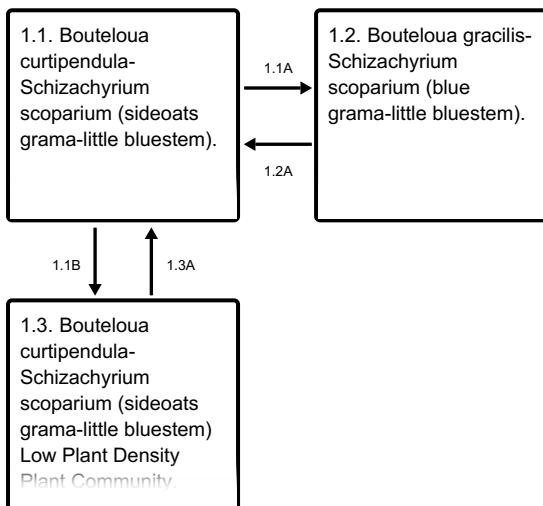 1.1. Bouteloua
curtipendula-
Schizachyrium
scoparium (sideoats
grama-little bluestem).
1.1A
1.2A
1.2. Bouteloua gracilis-
Schizachyrium
scoparium (blue
grama-little bluestem).
1.1B
1.3A
1.3. Bouteloua
curtipendula-
Schizachyrium
scoparium (sideoats
grama-little bluestem)
Low Plant Density
Plant Community.